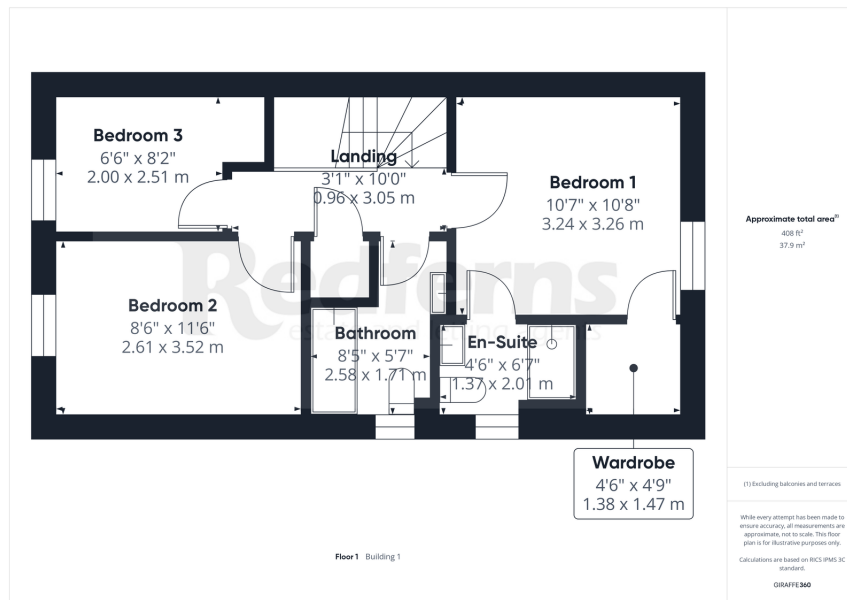 Bedroom 3
6'6" x 8'2"
2.00 x 2.51 m
Landing
3'1" x 10'0"
0.96 x 3.05 m
Bedroom 1
10'7" x 10'8"
3.24 x 3.26 m
Redferns
estate and letting agents
Bedroom 2
8'6" x 11'6"
2.61 x 3.52 m
Bathroom
8'5" x 5'7"
2.58 x 1.71 m
En-Suite
4'6" x 6'7"
1.37 x 2.01 m
Wardrobe
4'6" x 4'9"
1.38 x 1.47 m
Floor 1 Building 1
Approximate total area⁽¹⁾
408 ft²
37.9 m²
(1) Excluding balconies and terraces
While every attempt has been made to
ensure accuracy, all measurements are
approximate, not to scale. This floor
plan is for illustrative purposes only.
Calculations are based on RICS IPMS 3C
standard.
GIRAFFE360